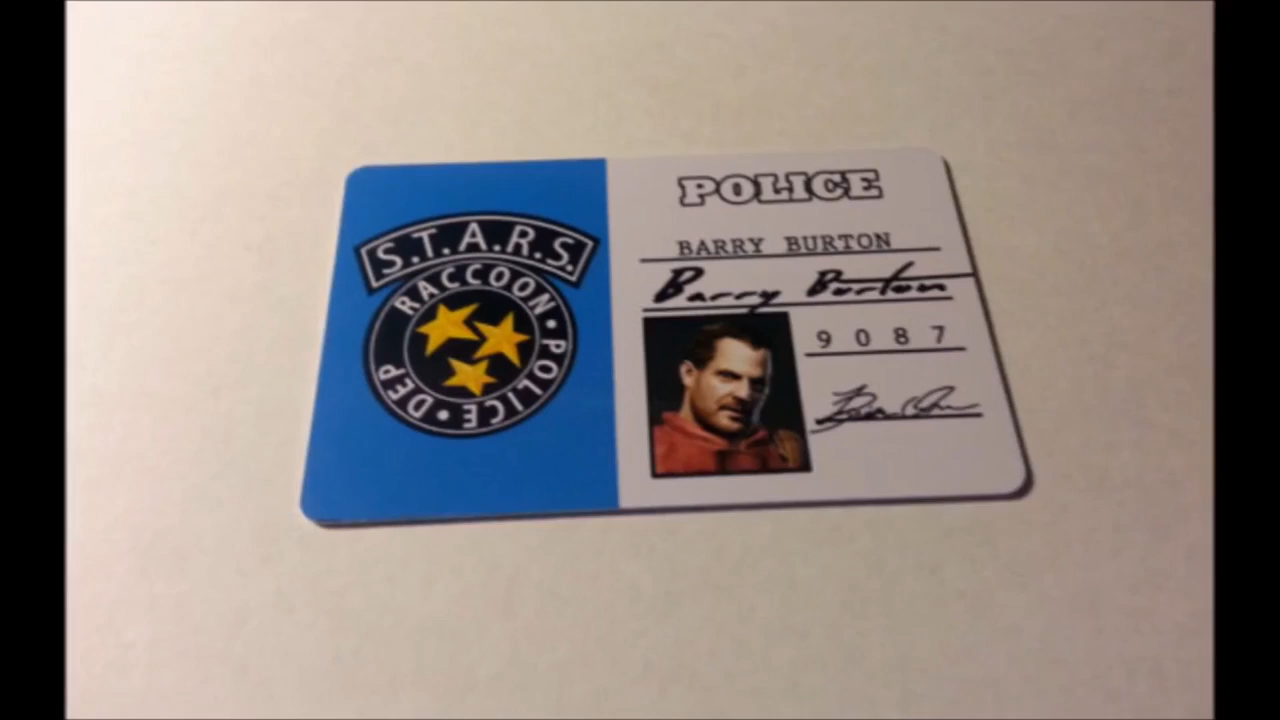 S.T.A.R.S.
RACCOON • POLICE • DEP
POLICE
BARRY BURTON
Barry Burton
9087